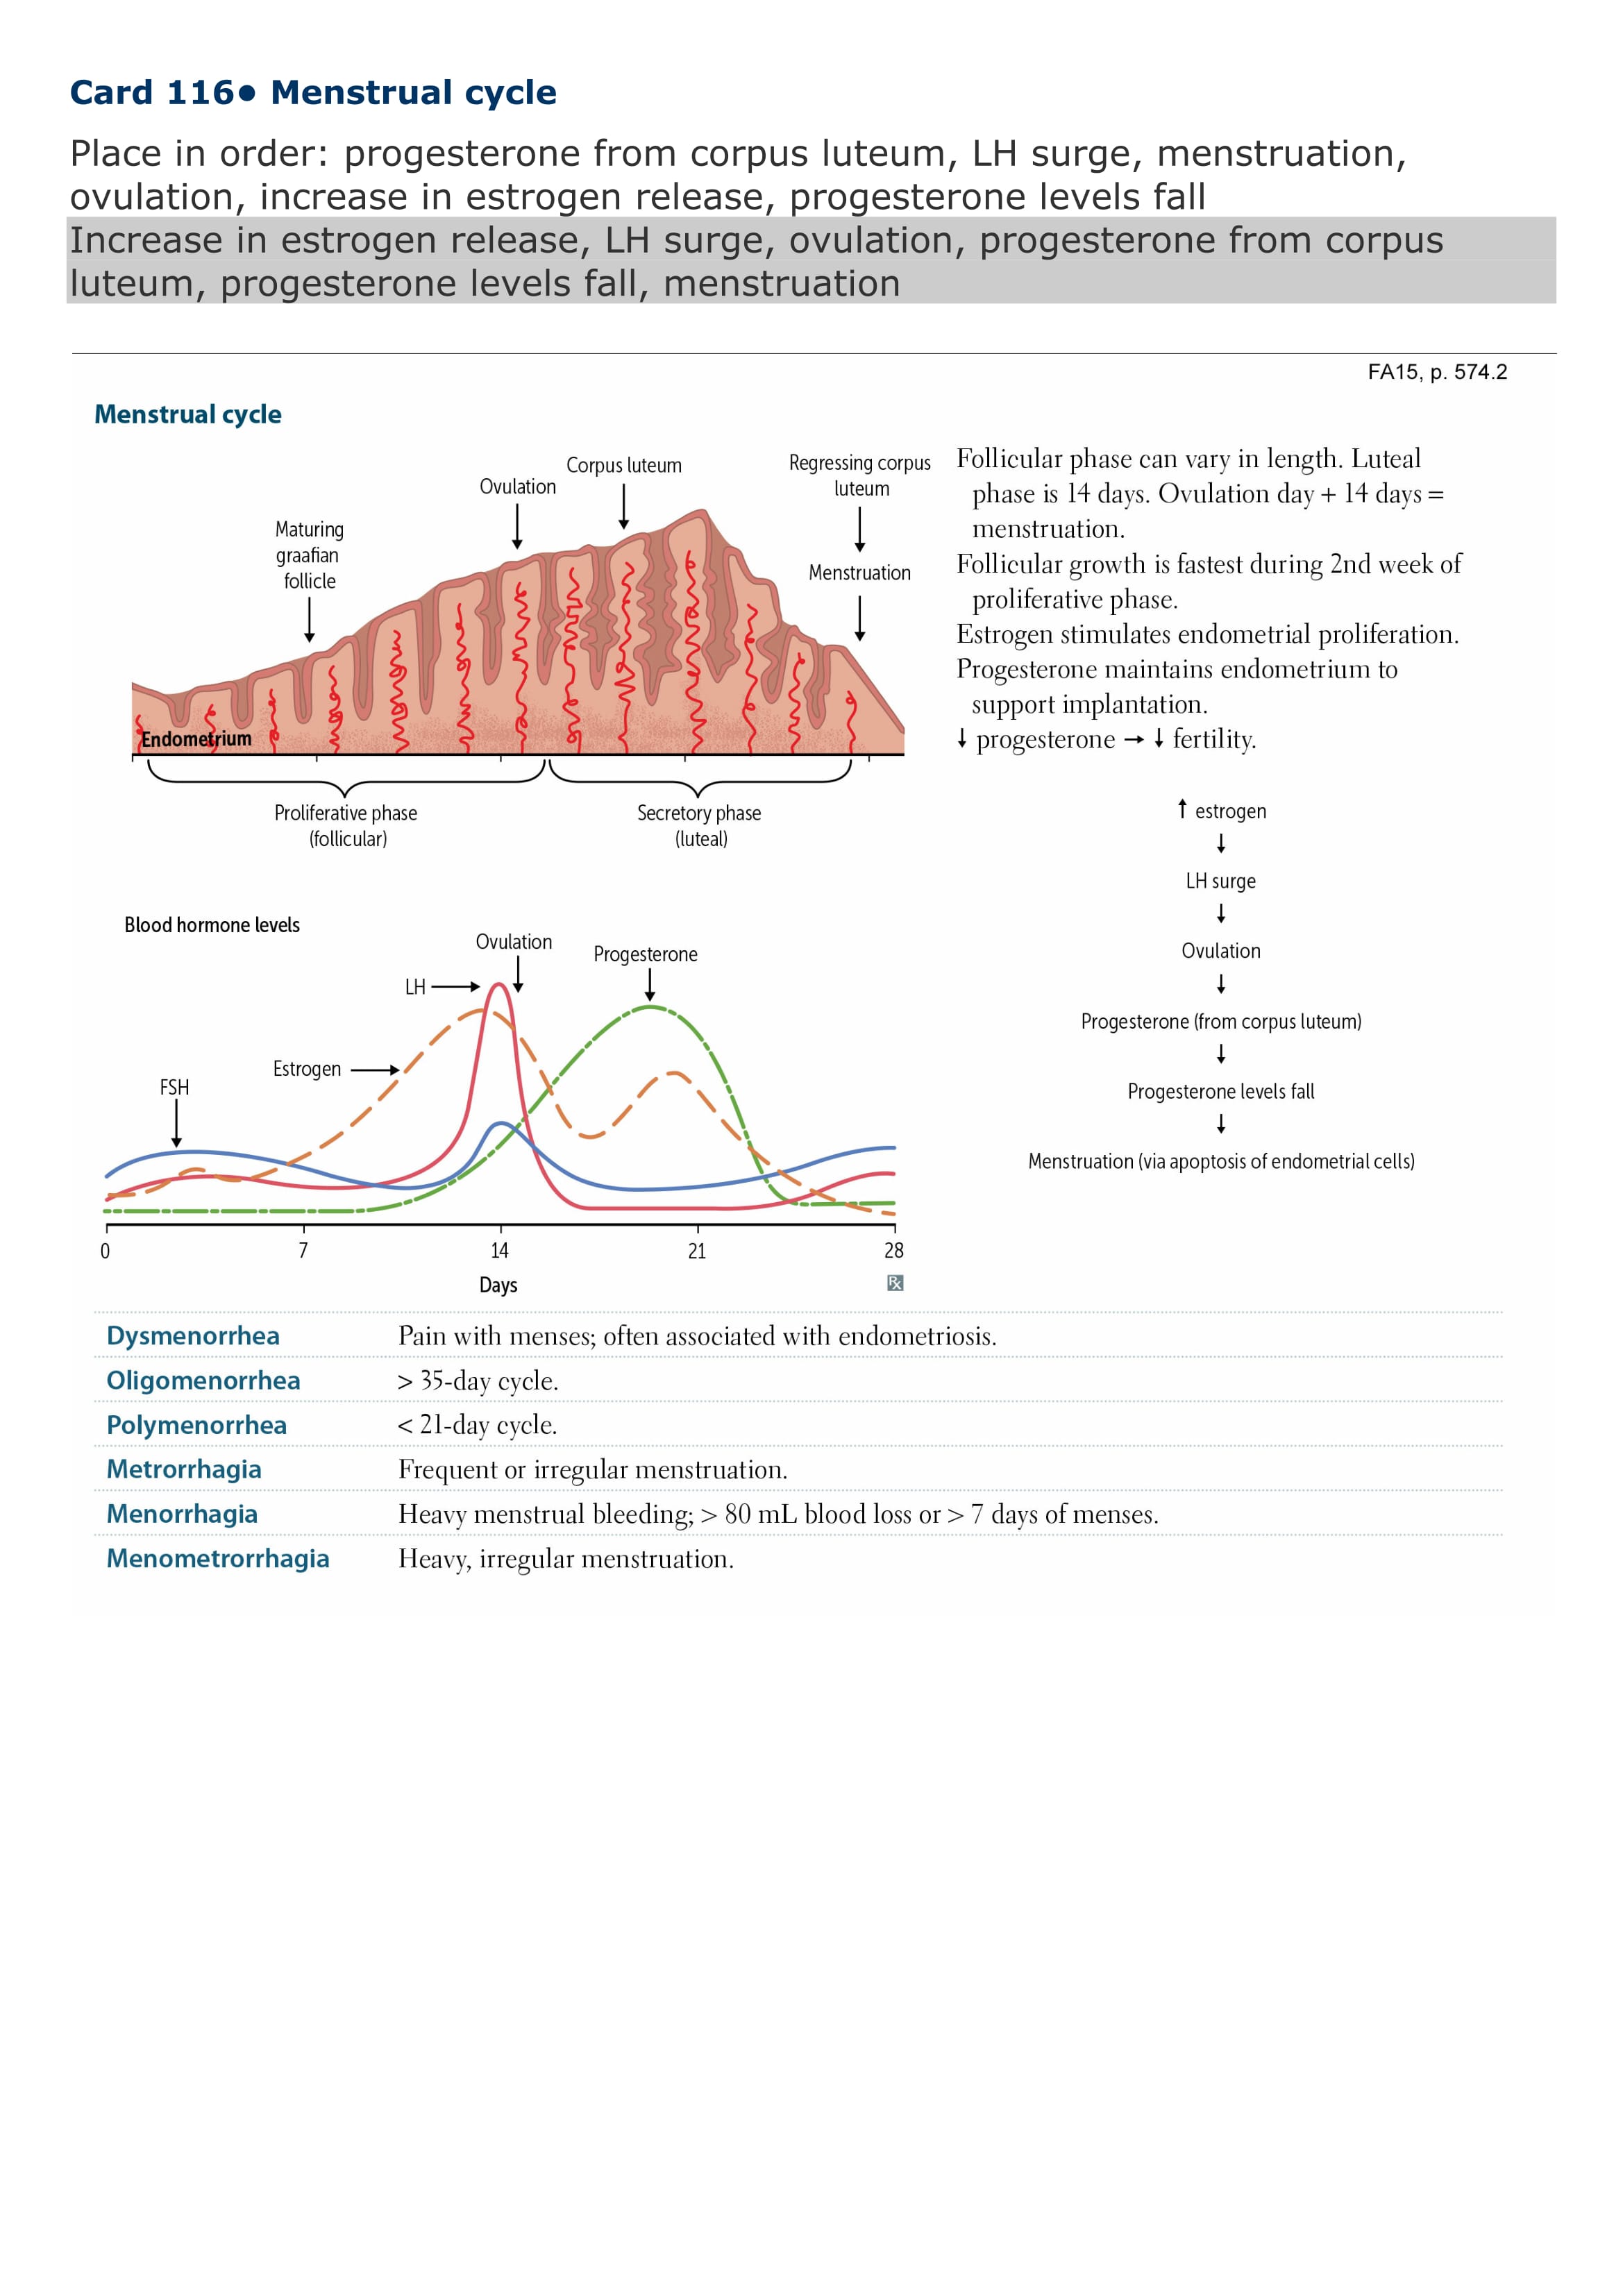 Card 116• Menstrual cycle
Place in order: progesterone from corpus luteum, LH surge, menstruation,
ovulation, increase in estrogen release, progesterone levels fall
Increase in estrogen release, LH surge, ovulation, progesterone from corpus
luteum, progesterone levels fall, menstruation
FA15, p. 574.2
Menstrual cycle
Maturing
graafian
follicle
Ovulation
Corpus luteum
Regressing corpus
luteum
Menstruation
Endometrium
Proliferative phase
(follicular)
Secretory phase
(luteal)
Follicular phase can vary in length. Luteal
phase is 14 days. Ovulation day + 14 days =
menstruation.
Follicular growth is fastest during 2nd week of
proliferative phase.
Estrogen stimulates endometrial proliferation.
Progesterone maintains endometrium to
support implantation.
↓ progesterone → ↓ fertility.
↑ estrogen
↓
LH surge
↓
Ovulation
↓
Progesterone (from corpus luteum)
↓
Progesterone levels fall
↓
Menstruation (via apoptosis of endometrial cells)
Blood hormone levels
FSH
Estrogen
LH
Ovulation
Progesterone
0 7 14 21 28
Days
Rx
Dysmenorrhea Pain with menses; often associated with endometriosis.
Oligomenorrhea > 35-day cycle.
Polymenorrhea < 21-day cycle.
Metrorrhagia Frequent or irregular menstruation.
Menorrhagia Heavy menstrual bleeding; > 80 mL blood loss or > 7 days of menses.
Menometrorrhagia Heavy, irregular menstruation.